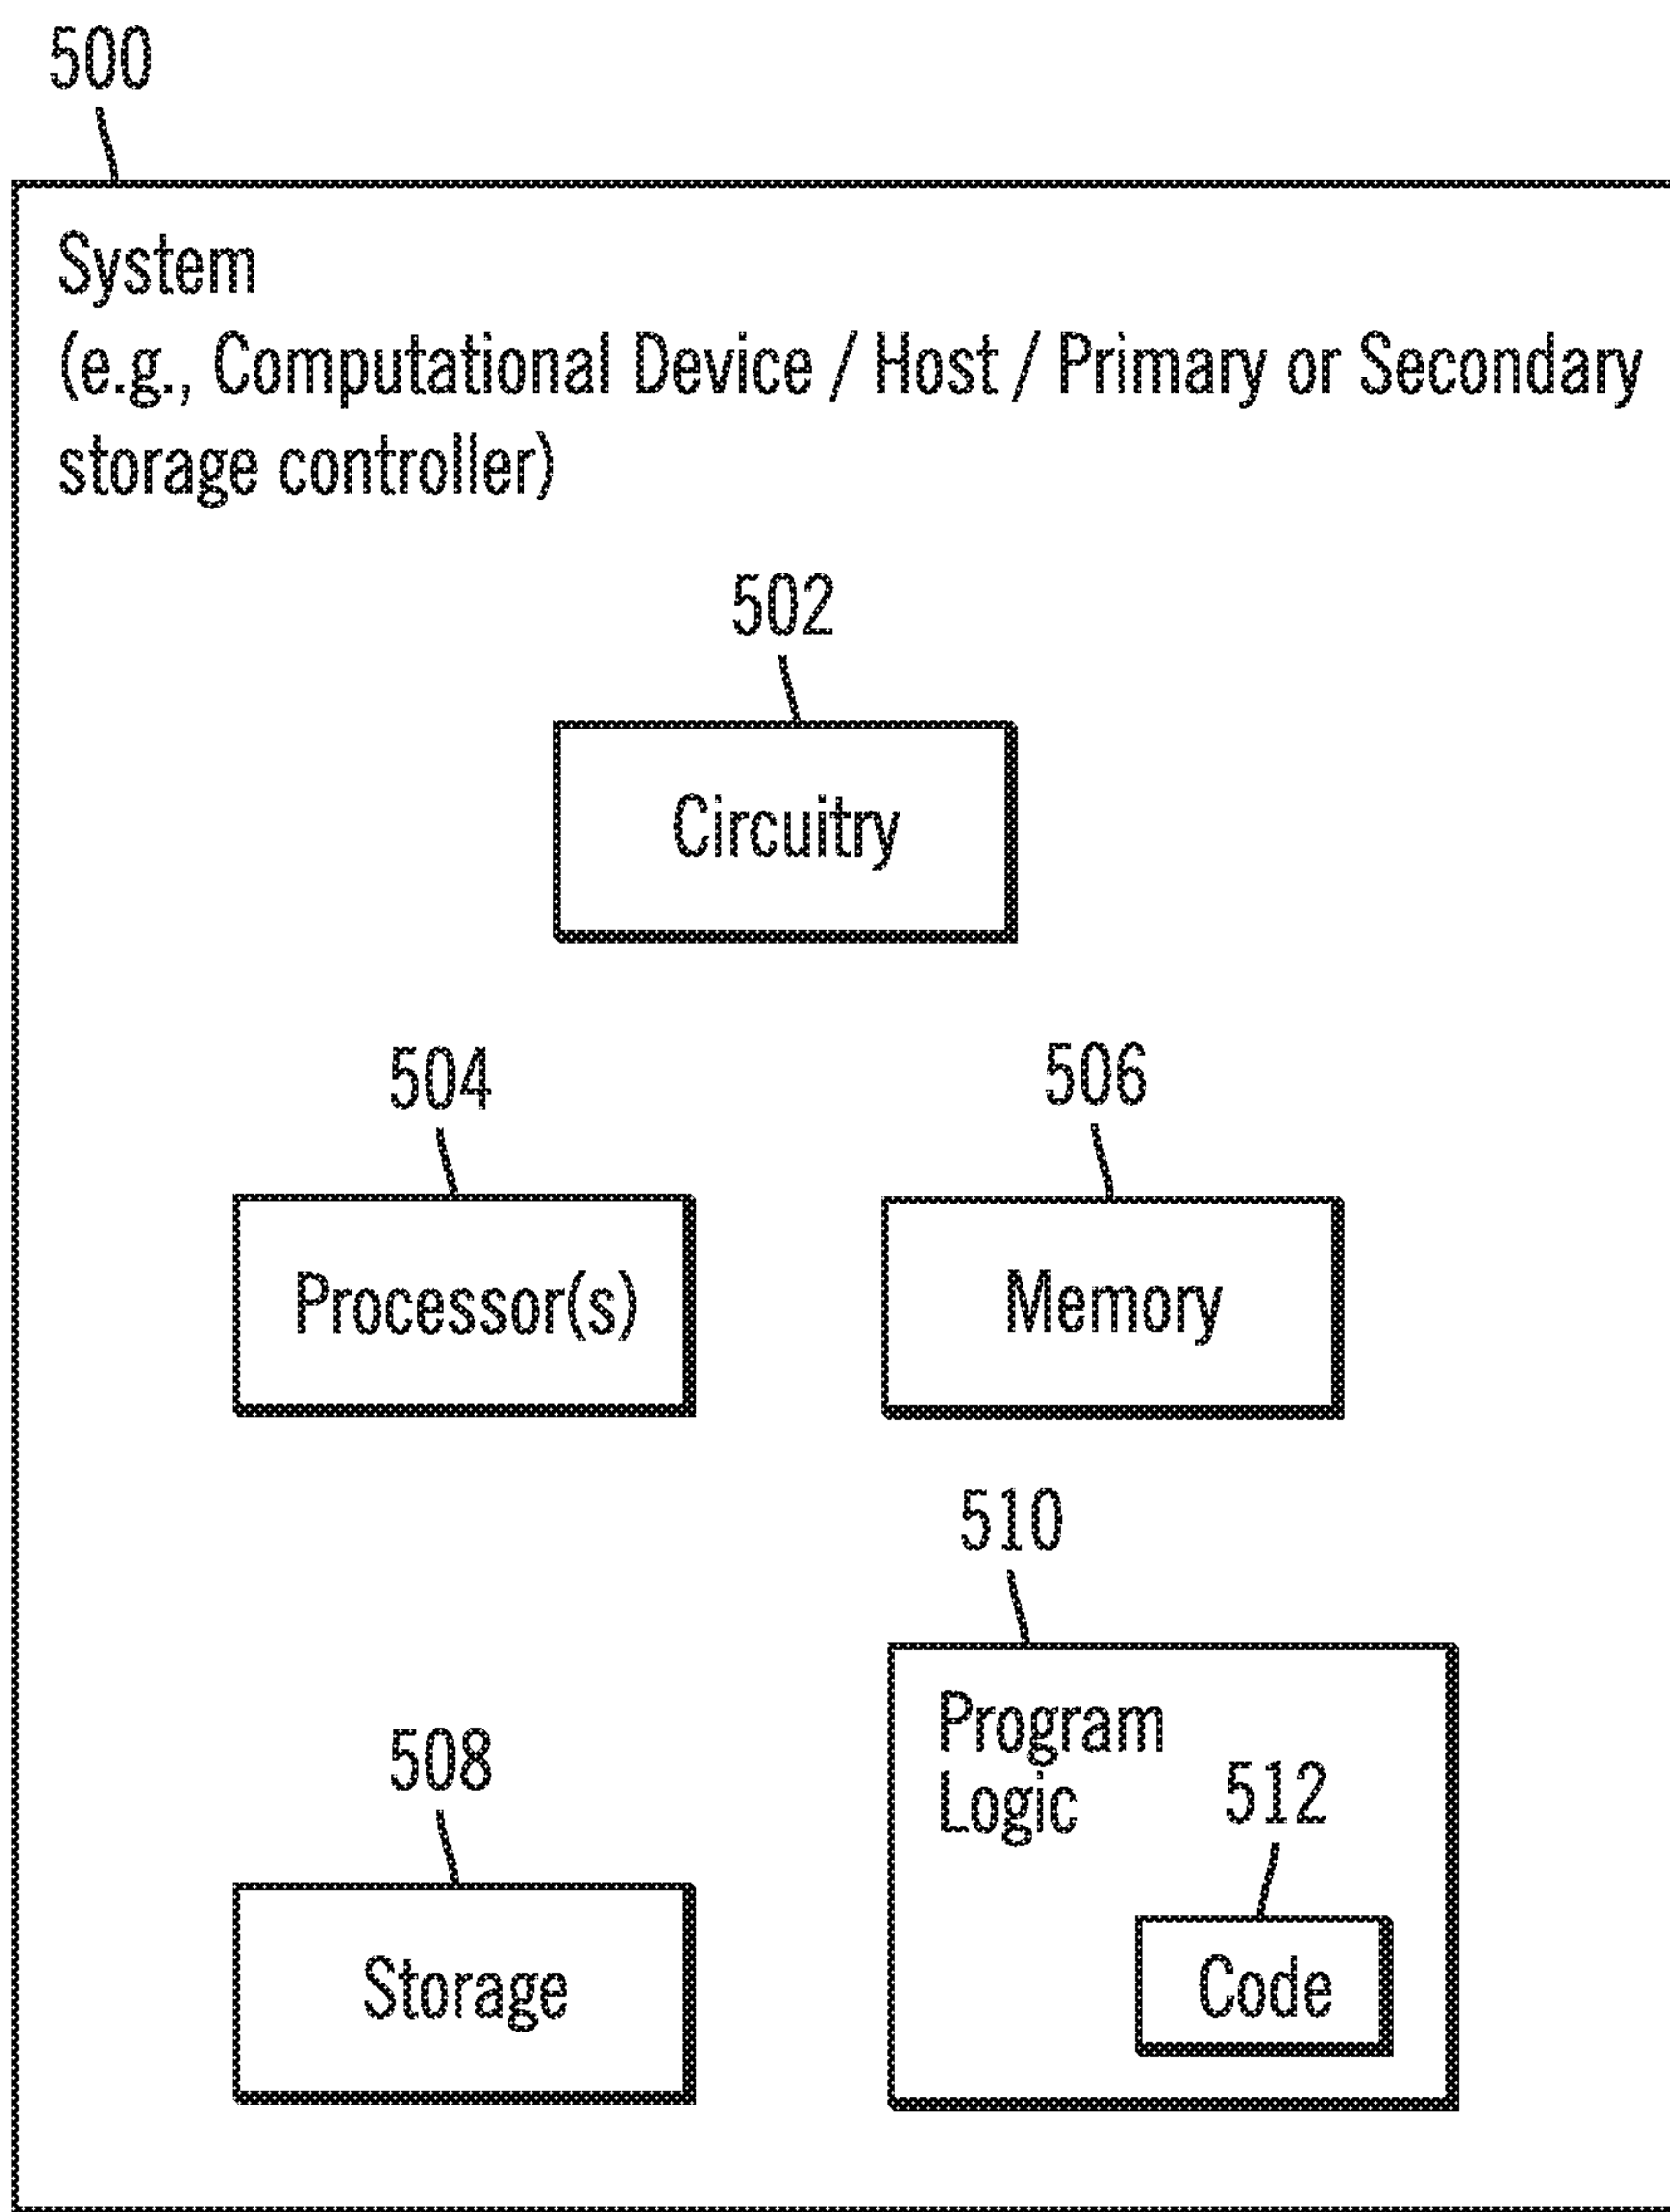 500
System
(e.g., Computational Device / Host / Primary or Secondary
storage controller)
502
Circuitry
504
506
Processor(s)
Memory
510
Program
Logic
508
512
Storage
Code